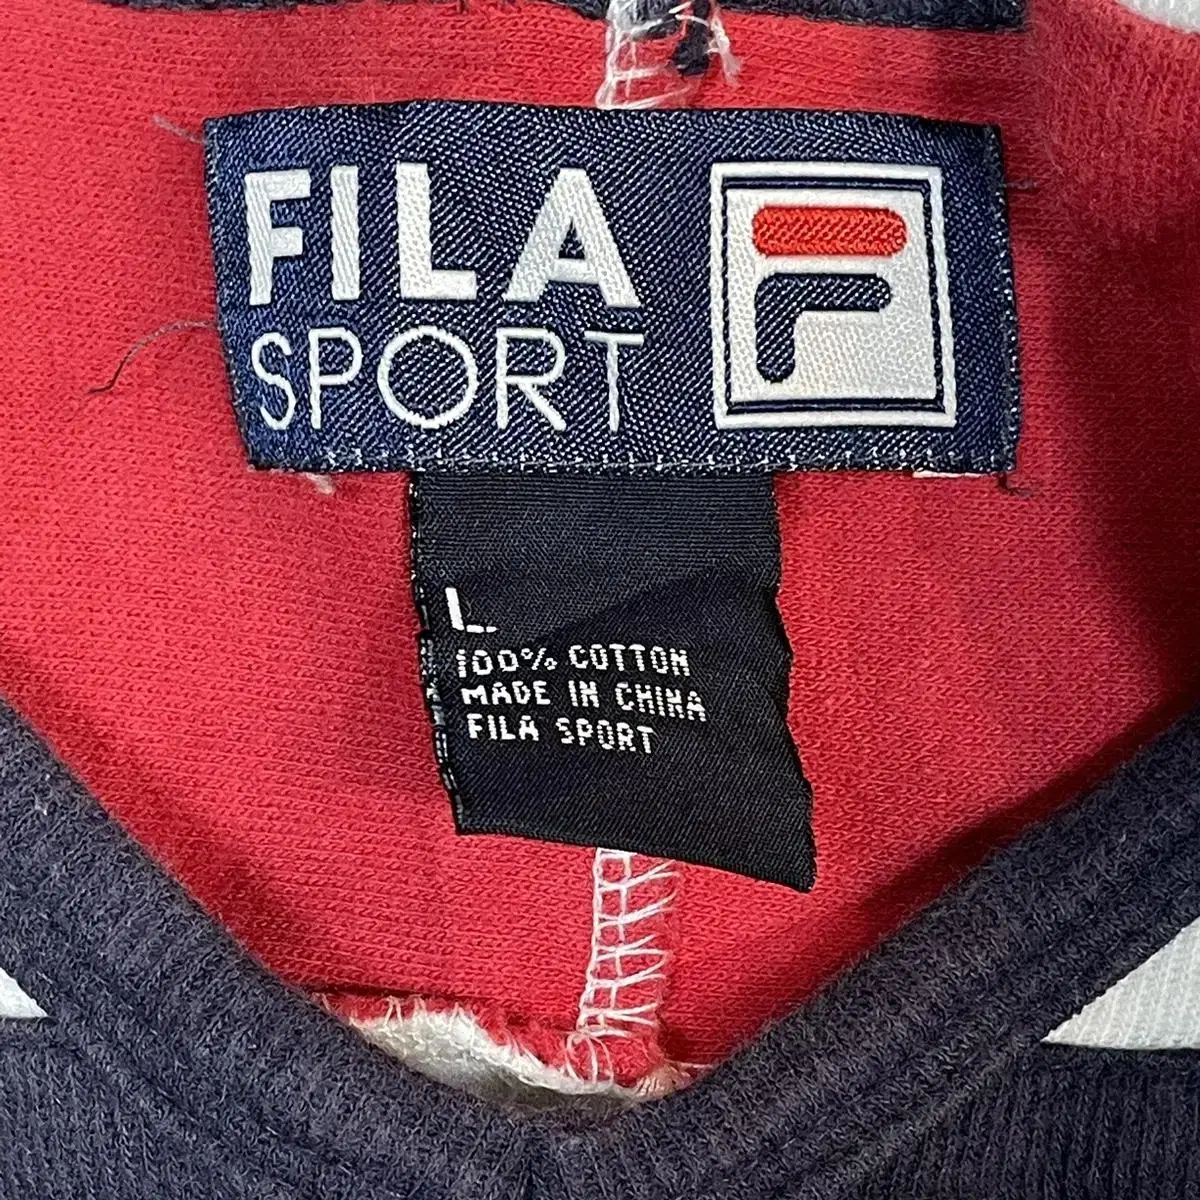 FILA
SPORT
F
L
100% COTTON
MADE IN CHINA
FILA SPORT